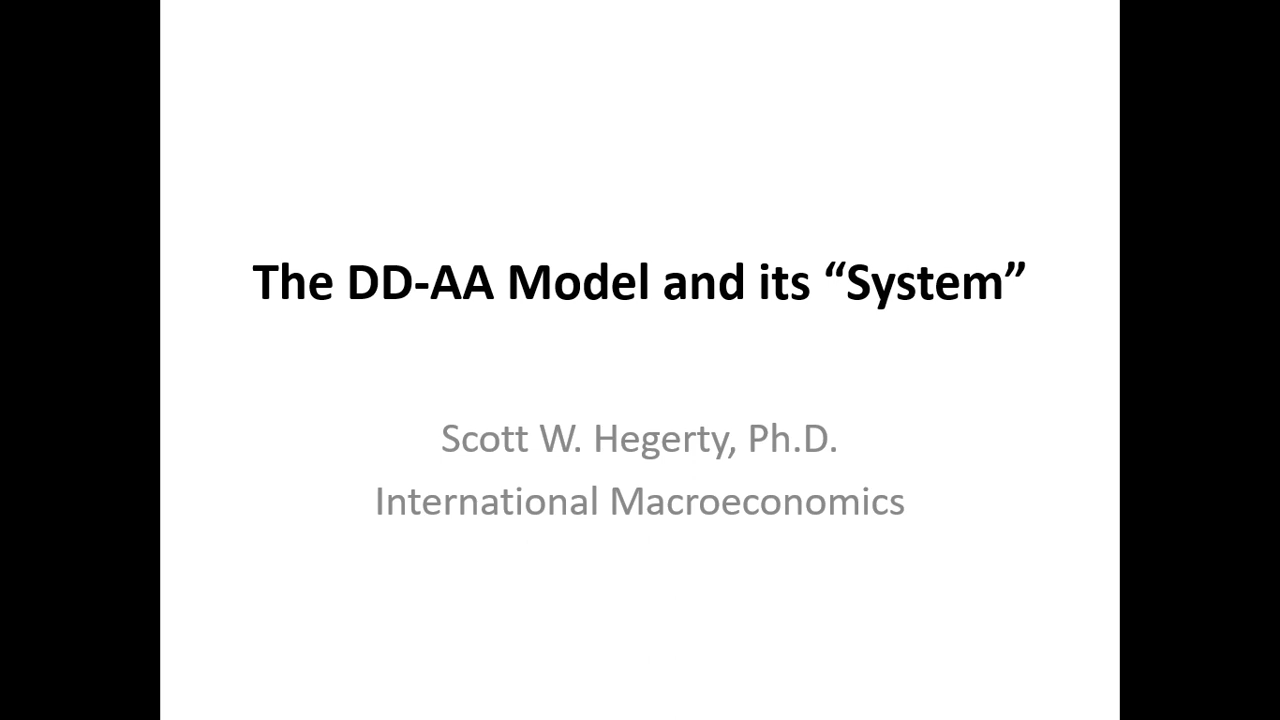 The DD-AA Model and its “System”
Scott W. Hegerty, Ph.D.
International Macroeconomics